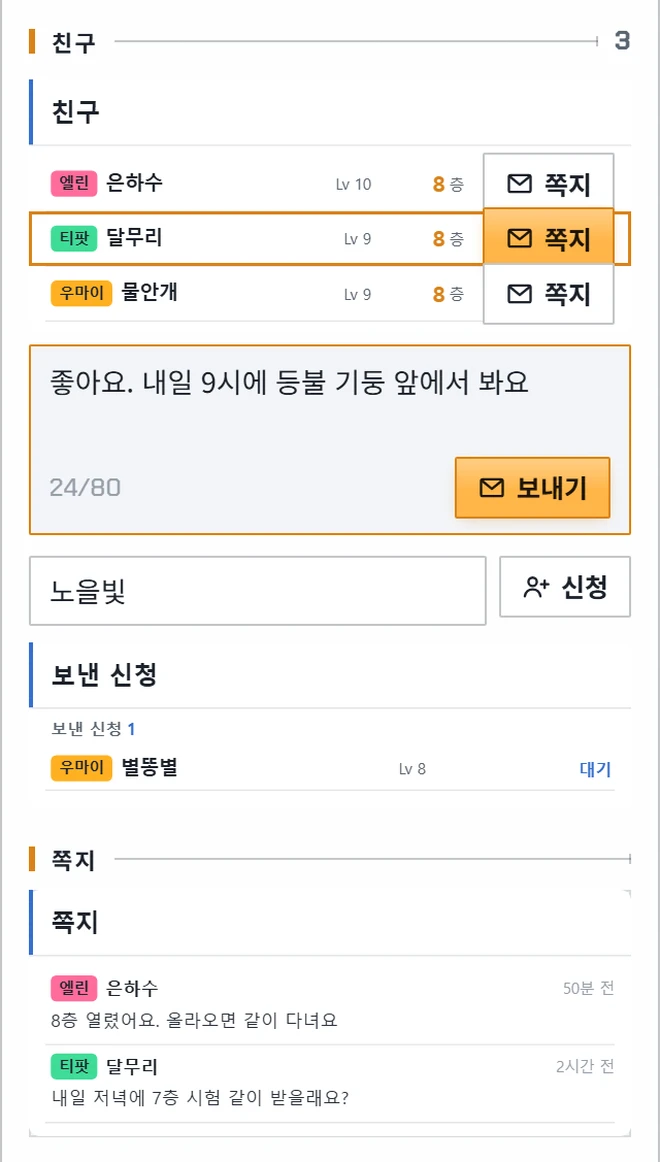 친구 3
친구
엘린 은하수 Lv 10 8 층 쪽지
티팟 달무리 Lv 9 8 층 쪽지
우마이 물안개 Lv 9 8 층 쪽지
좋아요. 내일 9시에 등불 기둥 앞에서 봐요
24/80 보내기
노을빛 신청
보낸 신청
보낸 신청 1
우마이 별똥별 Lv 8 대기
쪽지
쪽지
엘린 은하수 50분 전
8층 열렸어요. 올라오면 같이 다녀요
티팟 달무리 2시간 전
내일 저녁에 7층 시험 같이 받을래요?